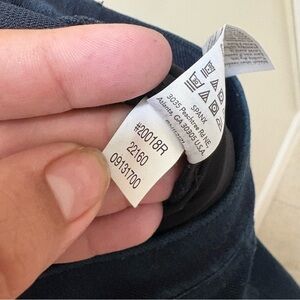 SPANX
3035 Peachtree Rd NE,
Atlanta, GA 30305 U.S.A.
#20018R
22160
09131700